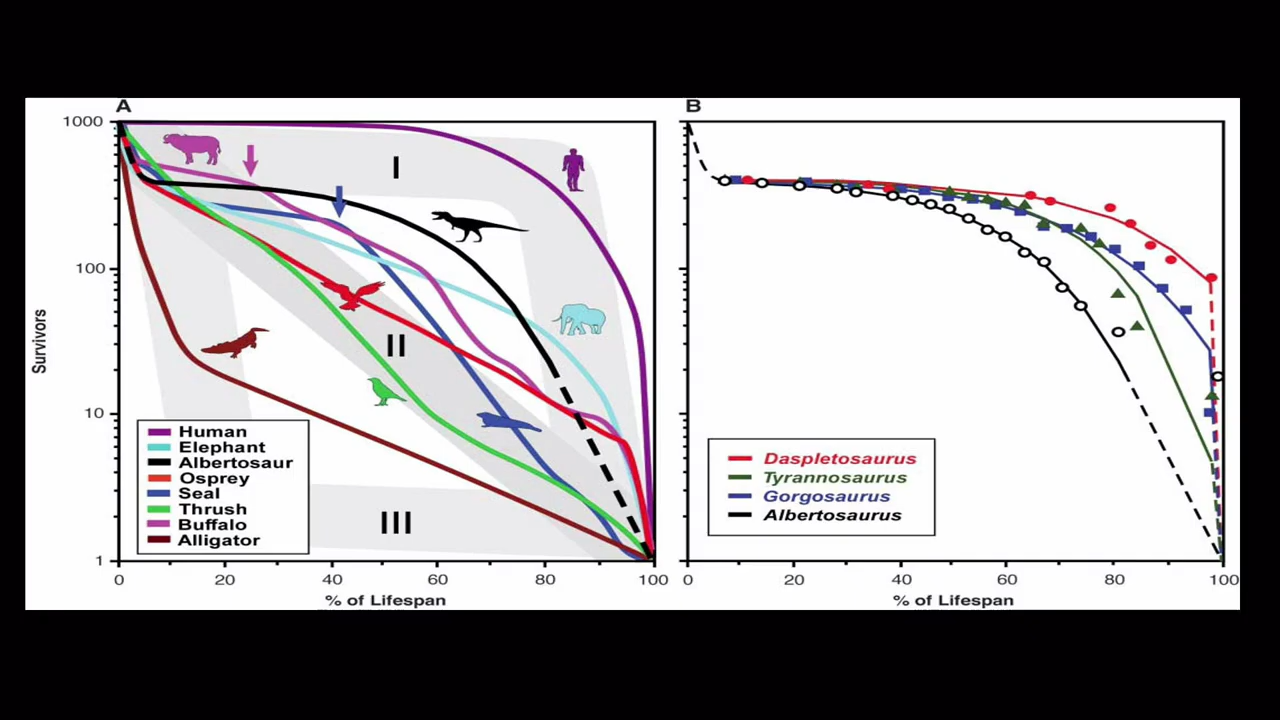 A
1000
100
10
1
Survivors
I
II
III
Human
Elephant
Albertosaur
Osprey
Seal
Thrush
Buffalo
Alligator
0 20 40 60 80 100
% of Lifespan
B
Daspletosaurus
Tyrannosaurus
Gorgosaurus
Albertosaurus
0 20 40 60 80 100
% of Lifespan